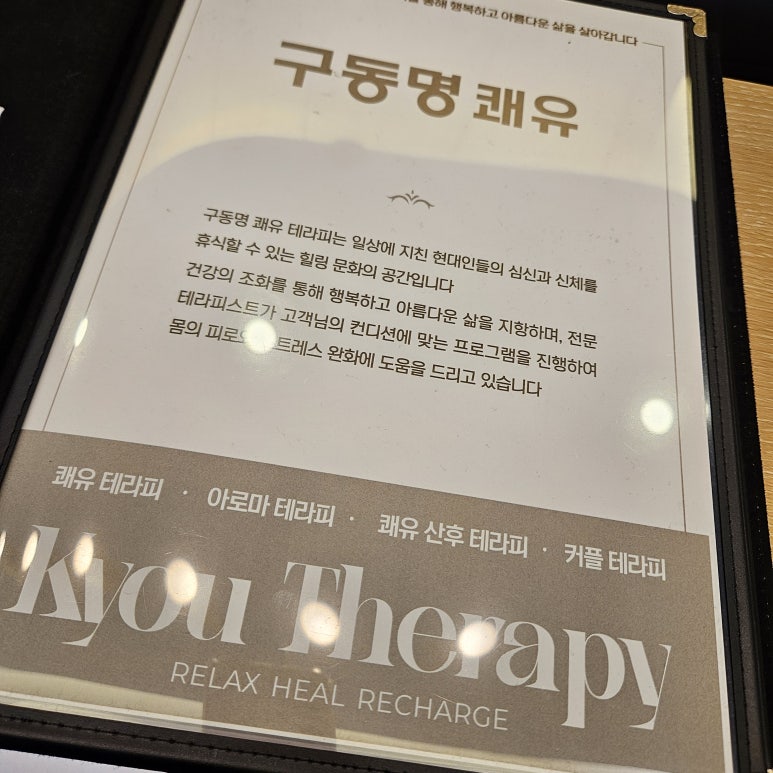 통해 행복하고 아름다운 삶을 살아갑니다
구동명 쾌유
구동명 쾌유 테라피는 일상에 지친 현대인들의 심신과 신체를
휴식할 수 있는 힐링 문화의 공간입니다
건강의 조화를 통해 행복하고 아름다운 삶을 지향하며, 전문
테라피스트가 고객님의 컨디션에 맞는 프로그램을 진행하여
몸의 피로와 스트레스 완화에 도움을 드리고 있습니다
쾌유 테라피 · 아로마 테라피 · 쾌유 산후 테라피 · 커플 테라피
kyou Therapy
RELAX HEAL RECHARGE